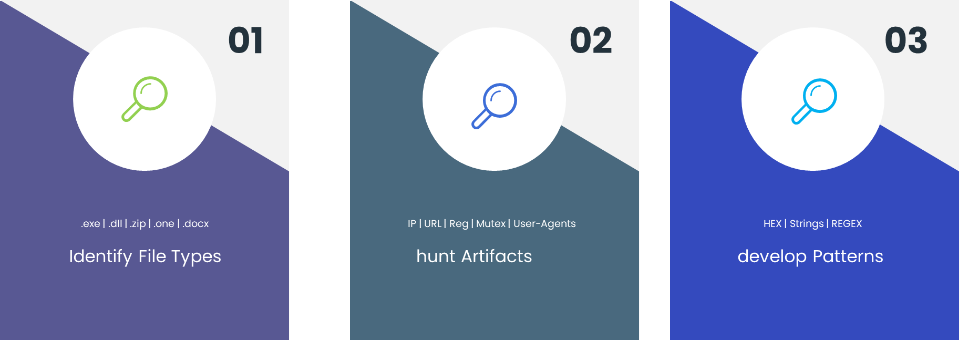 01
.exe | .dll | .zip | .one | .docx
Identify File Types
02
IP | URL | Reg | Mutex | User-Agents
hunt Artifacts
03
HEX | Strings | REGEX
develop Patterns